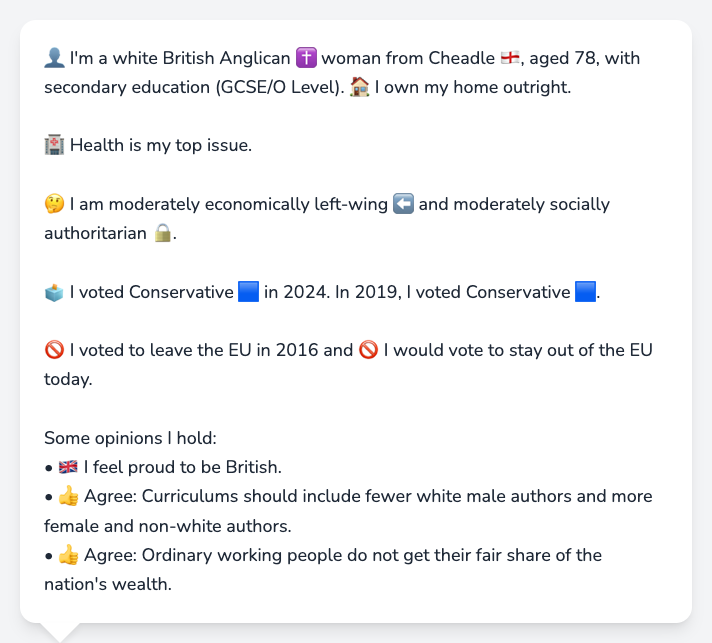 👤 I'm a white British Anglican ✝️ woman from Cheadle 🏴󠁧󠁢󠁥󠁮󠁧󠁿, aged 78, with
secondary education (GCSE/O Level). 🏠 I own my home outright.
🏥 Health is my top issue.
🤔 I am moderately economically left-wing ⬅️ and moderately socially
authoritarian 🔒.
🗳️ I voted Conservative 🟦 in 2024. In 2019, I voted Conservative 🟦.
🚫 I voted to leave the EU in 2016 and 🚫 I would vote to stay out of the EU
today.
Some opinions I hold:
• 🇬🇧 I feel proud to be British.
• 👍 Agree: Curriculums should include fewer white male authors and more
female and non-white authors.
• 👍 Agree: Ordinary working people do not get their fair share of the
nation's wealth.